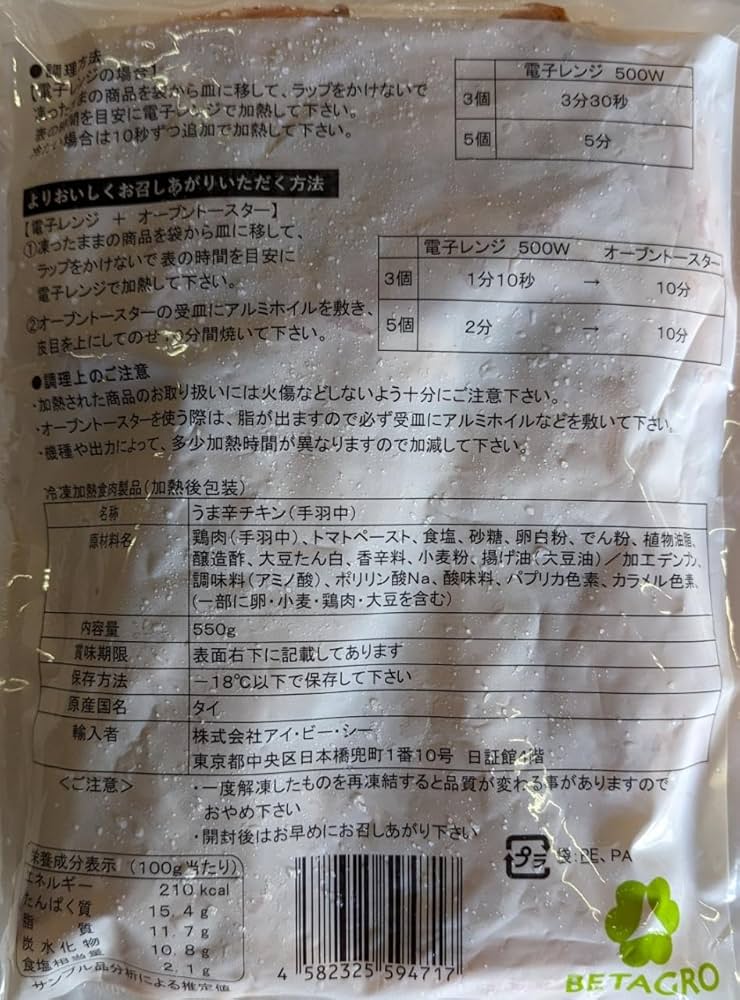 ●調理方法
【電子レンジの場合】
凍ったままの商品を袋から皿に移して、ラップをかけないで
表の時間を目安に電子レンジで加熱して下さい。
冷たい場合は10秒ずつ追加で加熱して下さい。
電子レンジ 500W
3個 3分30秒
5個 5分
よりおいしくお召しあがりいただく方法
【電子レンジ ＋ オーブントースター】
①凍ったままの商品を袋から皿に移して、
ラップをかけないで表の時間を目安に
電子レンジで加熱して下さい。
②オーブントースターの受皿にアルミホイルを敷き、
皮目を上にしてのせ 分間焼いて下さい。
電子レンジ 500W オーブントースター
3個 1分10秒 → 10分
5個 2分 → 10分
●調理上のご注意
・加熱された商品のお取り扱いには火傷などしないよう十分にご注意下さい。
・オーブントースターを使う際は、脂が出ますので必ず受皿にアルミホイルなどを敷いて下さい。
・機種や出力によって、多少加熱時間が異なりますので加減して下さい。
冷凍加熱食肉製品(加熱後包装)
名称 うま辛チキン(手羽中)
原材料名 鶏肉(手羽中)、トマトペースト、食塩、砂糖、卵白粉、でん粉、植物油脂、
醸造酢、大豆たん白、香辛料、小麦粉、揚げ油(大豆油)／加工デンプン、
調味料(アミノ酸)、ポリリン酸Na、酸味料、パプリカ色素、カラメル色素、
(一部に卵・小麦・鶏肉・大豆を含む)
内容量 550g
賞味期限 表面右下に記載してあります
保存方法 －18℃以下で保存して下さい
原産国名 タイ
輸入者 株式会社アイ・ビー・シー
東京都中央区日本橋兜町1番10号 日証館4階
＜ご注意＞ ・一度解凍したものを再凍結すると品質が変わる事がありますので
おやめ下さい
・開封後はお早めにお召しあがり下さい
プラ 袋:PE、PA
栄養成分表示 (100g当たり)
エネルギー 210 kcal
たんぱく質 15.4 g
脂質 11.7 g
炭水化物 10.8 g
食塩相当量 2.1 g
サンプル品分析による推定値
4 582325 594717
BETAGRO